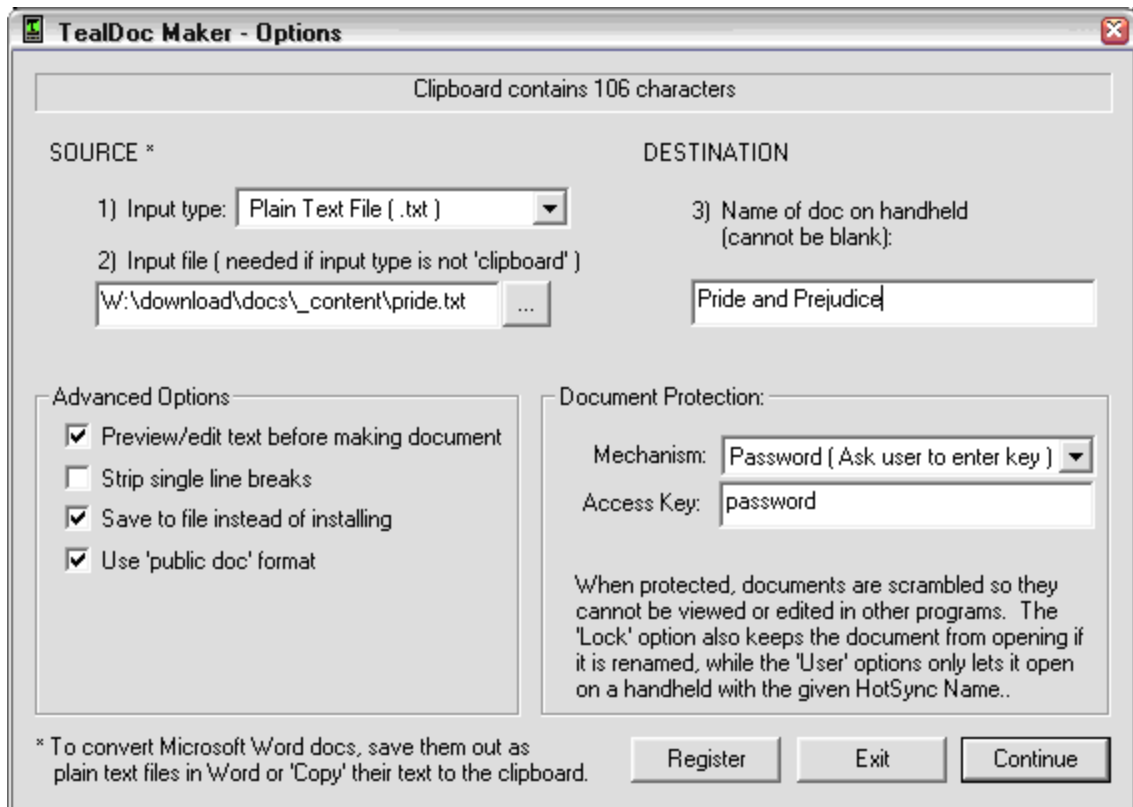 TealDoc Maker - Options
Clipboard contains 106 characters
SOURCE *
1) Input type: Plain Text File ( .txt )
2) Input file ( needed if input type is not 'clipboard' )
W:\download\docs\_content\pride.txt ...
DESTINATION
3) Name of doc on handheld
(cannot be blank):
Pride and Prejudice
Advanced Options
Preview/edit text before making document
Strip single line breaks
Save to file instead of installing
Use 'public doc' format
Document Protection:
Mechanism: Password ( Ask user to enter key )
Access Key: password
When protected, documents are scrambled so they
cannot be viewed or edited in other programs.  The
'Lock' option also keeps the document from opening if
it is renamed, while the 'User' options only lets it open
on a handheld with the given HotSync Name..
* To convert Microsoft Word docs, save them out as
plain text files in Word or 'Copy' their text to the clipboard.
Register Exit Continue